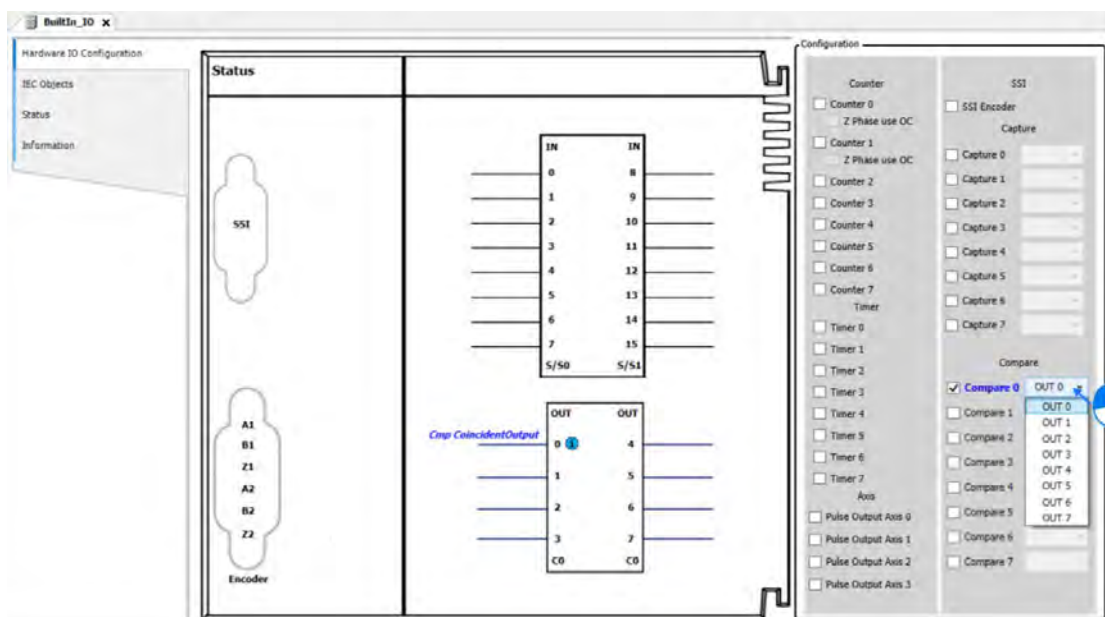 BuiltIn_IO x
Hardware IO Configuration
IEC Objects
Status
Information
Status
SSI
A1
B1
Z1
A2
B2
Z2
Encoder
IN IN
0 8
1 9
2 10
3 11
4 12
5 13
6 14
7 15
S/S0 S/S1
OUT OUT
Cmp CoincidentOutput 0 1 4
1 5
2 6
3 7
C0 C0
Configuration
Counter
Counter 0
Z Phase use OC
Counter 1
Z Phase use OC
Counter 2
Counter 3
Counter 4
Counter 5
Counter 6
Counter 7
Timer
Timer 0
Timer 1
Timer 2
Timer 3
Timer 4
Timer 5
Timer 6
Timer 7
Axis
Pulse Output Axis 0
Pulse Output Axis 1
Pulse Output Axis 2
Pulse Output Axis 3
SSI
SSI Encoder
Capture
Capture 0
Capture 1
Capture 2
Capture 3
Capture 4
Capture 5
Capture 6
Capture 7
Compare
Compare 0 OUT 0
Compare 1
Compare 2
Compare 3
Compare 4
Compare 5
Compare 6
Compare 7
OUT 0
OUT 1
OUT 2
OUT 3
OUT 4
OUT 5
OUT 6
OUT 7